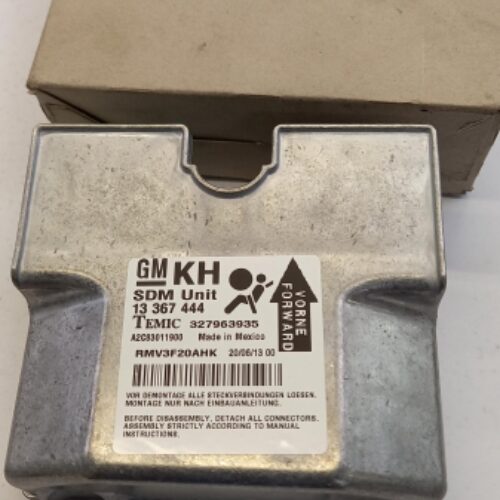 GM KH
SDM Unit
13 367 444
TEMIC 327963935
A2C83011900 Made in Mexico
RMV3F20AHK 20/06/13 00
VORNE
FORWARD
VOR DEMONTAGE ALLE STECKVERBINDUNGEN LOESEN.
MONTAGE NUR NACH EINBAUANLEITUNG.
BEFORE DISASSEMBLY, DETACH ALL CONNECTORS.
ASSEMBLY STRICTLY ACCORDING TO MANUAL
INSTRUCTIONS.